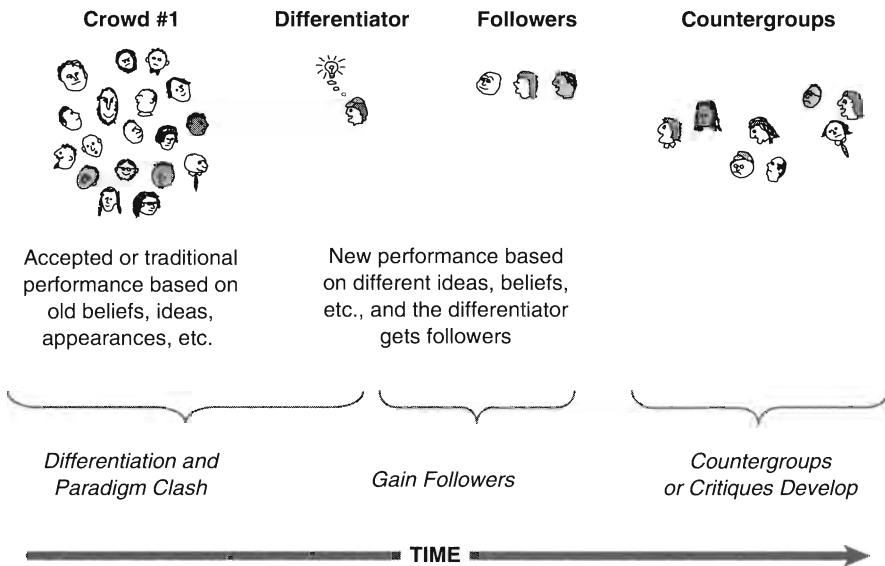 Crowd #1
Differentiator
Followers
Countergroups
Accepted or traditional
performance based on
old beliefs, ideas,
appearances, etc.
New performance based
on different ideas, beliefs,
etc., and the differentiator
gets followers
Differentiation and
Paradigm Clash
Gain Followers
Countergroups
or Critiques Develop
TIME